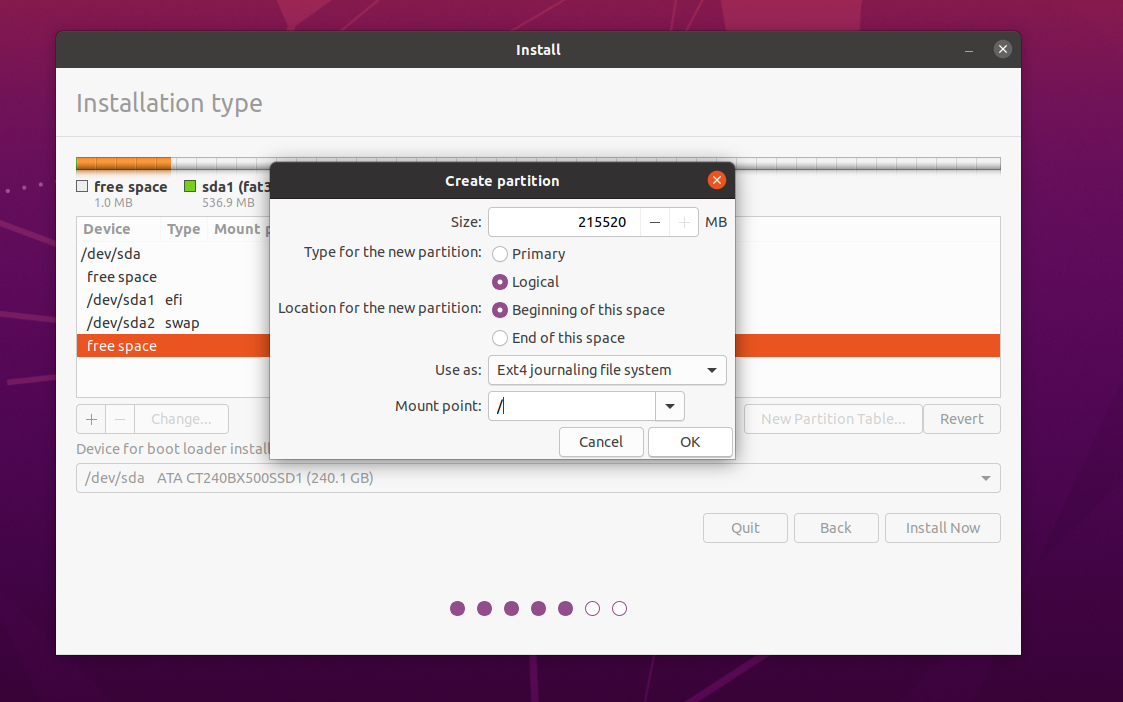 Install
Installation type
free space sda1 (fat3
1.0 MB 536.9 MB
Device Type Mount p
/dev/sda
free space
/dev/sda1 efi
/dev/sda2 swap
free space
+ − Change... New Partition Table... Revert
Device for boot loader install
/dev/sda ATA CT240BX500SSD1 (240.1 GB)
Quit Back Install Now
Create partition
Size: 215520 − + MB
Type for the new partition: Primary
Logical
Location for the new partition: Beginning of this space
End of this space
Use as: Ext4 journaling file system
Mount point: /
Cancel OK